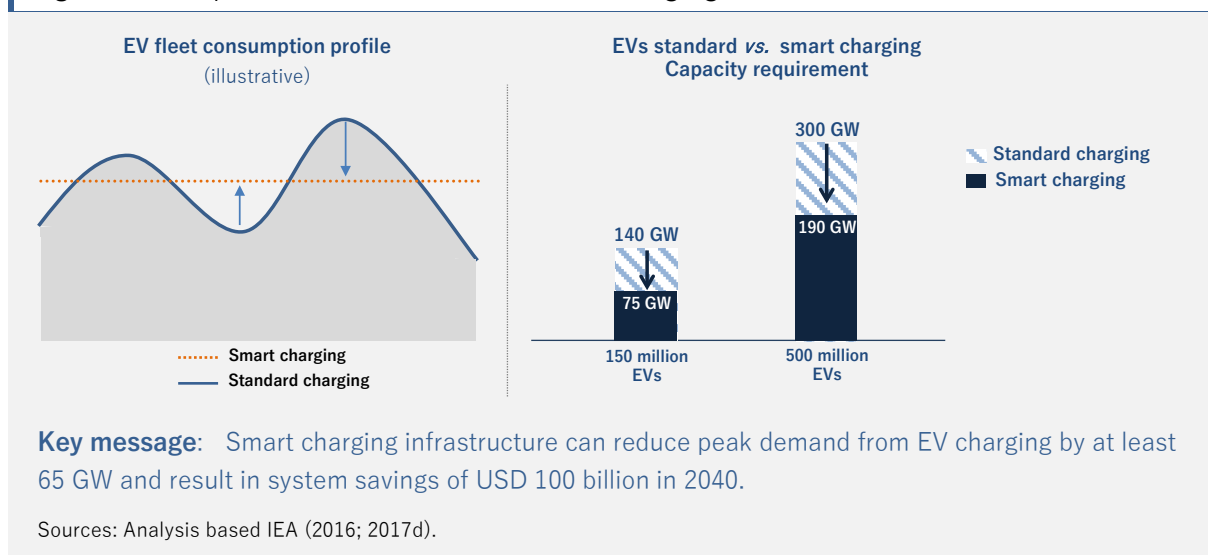 EV fleet consumption profile
(illustrative)
Smart charging
Standard charging
EVs standard vs. smart charging
Capacity requirement
300 GW
190 GW
140 GW
75 GW
150 million
EVs
500 million
EVs
Standard charging
Smart charging
Key message: Smart charging infrastructure can reduce peak demand from EV charging by at least
65 GW and result in system savings of USD 100 billion in 2040.
Sources: Analysis based IEA (2016; 2017d).